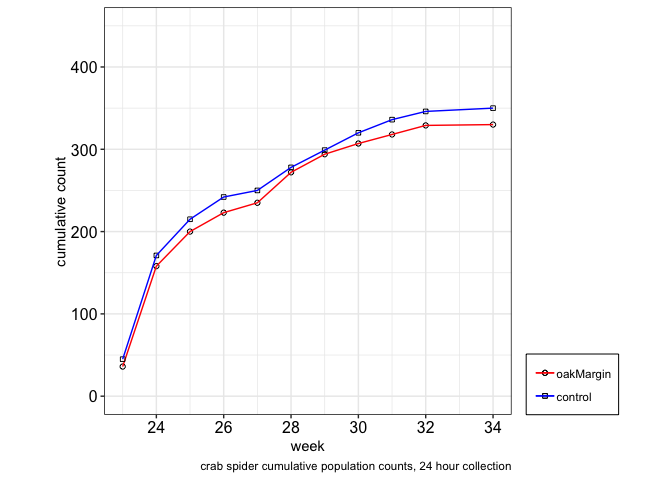 400
300
200
100
0
cumulative count
24 26 28 30 32 34
week
oakMargin
control
crab spider cumulative population counts, 24 hour collection